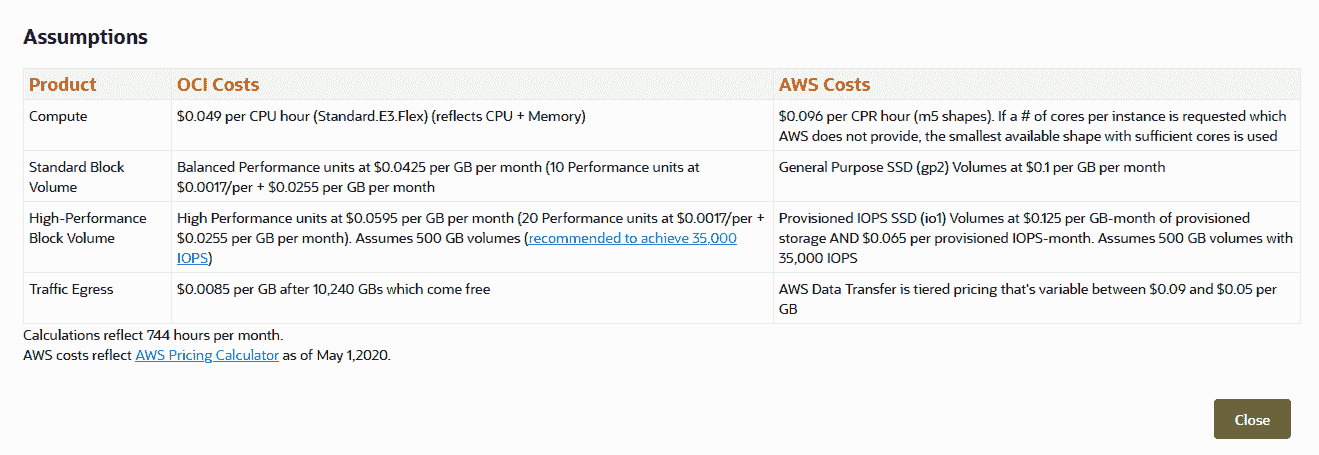 Assumptions
Product
OCI Costs
AWS Costs
Compute
$0.049 per CPU hour (Standard.E3.Flex) (reflects CPU + Memory)
$0.096 per CPR hour (m5 shapes). If a # of cores per instance is requested which
AWS does not provide, the smallest available shape with sufficient cores is used
Standard Block
Volume
Balanced Performance units at $0.0425 per GB per month (10 Performance units at
$0.0017/per + $0.0255 per GB per month
General Purpose SSD (gp2) Volumes at $0.1 per GB per month
High-Performance
Block Volume
High Performance units at $0.0595 per GB per month (20 Performance units at $0.0017/per +
$0.0255 per GB per month). Assumes 500 GB volumes (recommended to achieve 35,000
IOPS)
Provisioned IOPS SSD (io1) Volumes at $0.125 per GB-month of provisioned
storage AND $0.065 per provisioned IOPS-month. Assumes 500 GB volumes with
35,000 IOPS
Traffic Egress
$0.0085 per GB after 10,240 GBs which come free
AWS Data Transfer is tiered pricing that's variable between $0.09 and $0.05 per
GB
Calculations reflect 744 hours per month.
AWS costs reflect AWS Pricing Calculator as of May 1,2020.
Close